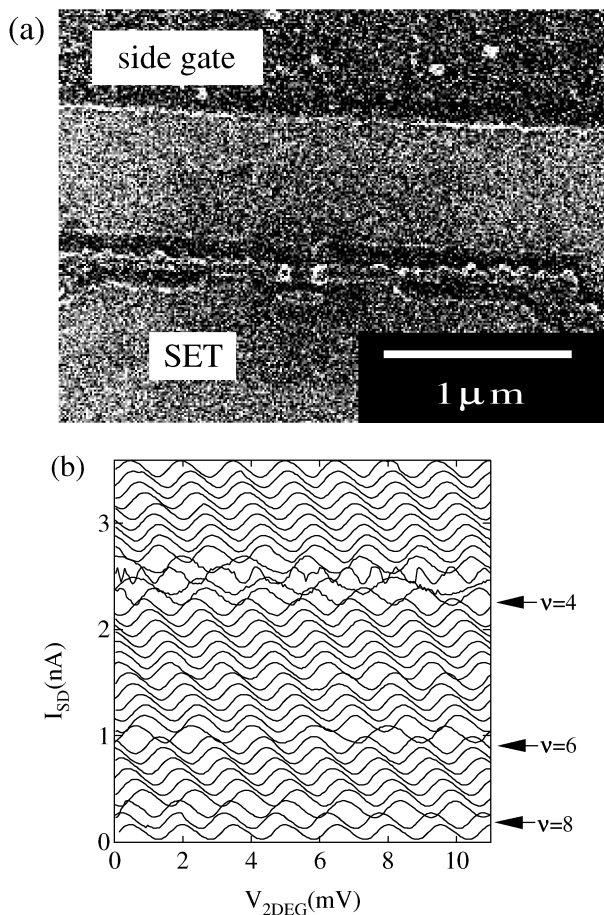 (a)
side gate
SET
1 μm
(b)
I_SD(nA)
3
2
1
0
ν=4
ν=6
ν=8
0 2 4 6 8 10
V_2DEG(mV)